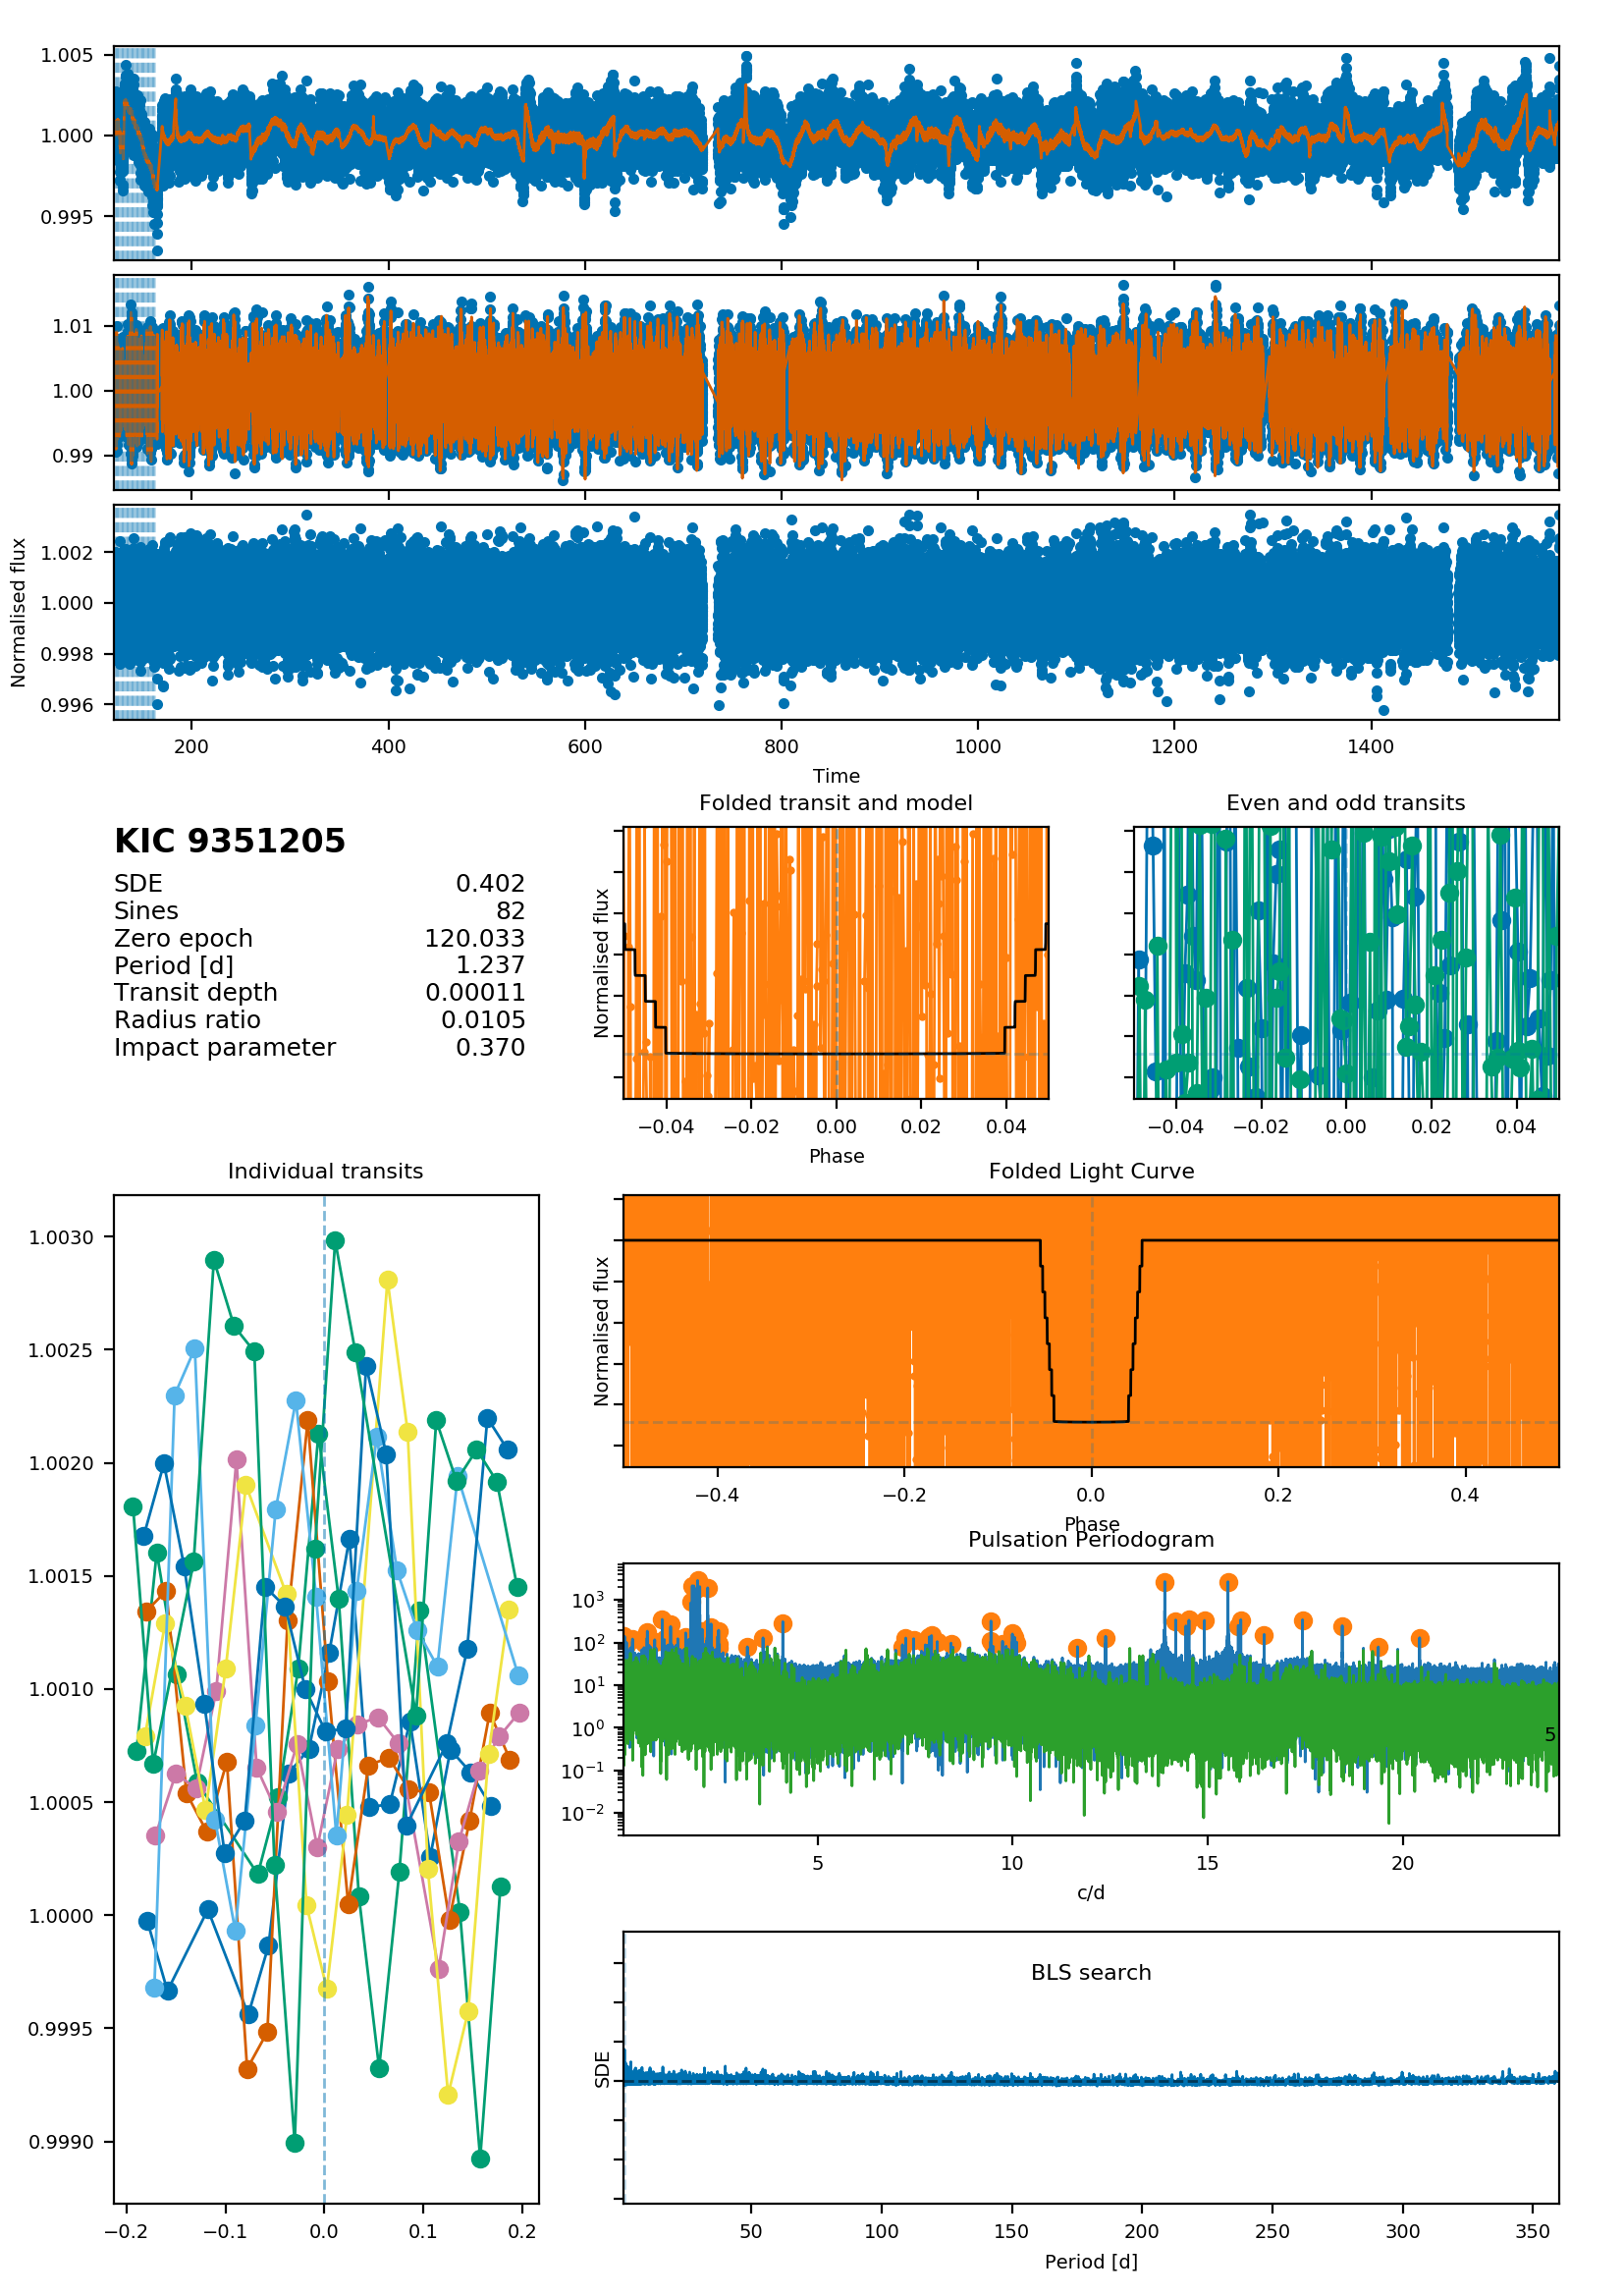 1.005
1.000
0.995
1.01
1.00
0.99
1.002
1.000
0.998
0.996
Normalised flux
200 400 600 800 1000 1200 1400
Time
KIC 9351205
SDE 0.402
Sines 82
Zero epoch 120.033
Period [d] 1.237
Transit depth 0.00011
Radius ratio 0.0105
Impact parameter 0.370
Folded transit and model
Normalised flux
−0.04 −0.02 0.00 0.02 0.04
Phase
Even and odd transits
−0.04 −0.02 0.00 0.02 0.04
Individual transits
1.0030
1.0025
1.0020
1.0015
1.0010
1.0005
1.0000
0.9995
0.9990
−0.2 −0.1 0.0 0.1 0.2
Folded Light Curve
Normalised flux
−0.4 −0.2 0.0 0.2 0.4
Phase
Pulsation Periodogram
10³
10²
10¹
10⁰
10⁻¹
10⁻²
5
5 10 15 20
c/d
BLS search
SDE
50 100 150 200 250 300 350
Period [d]